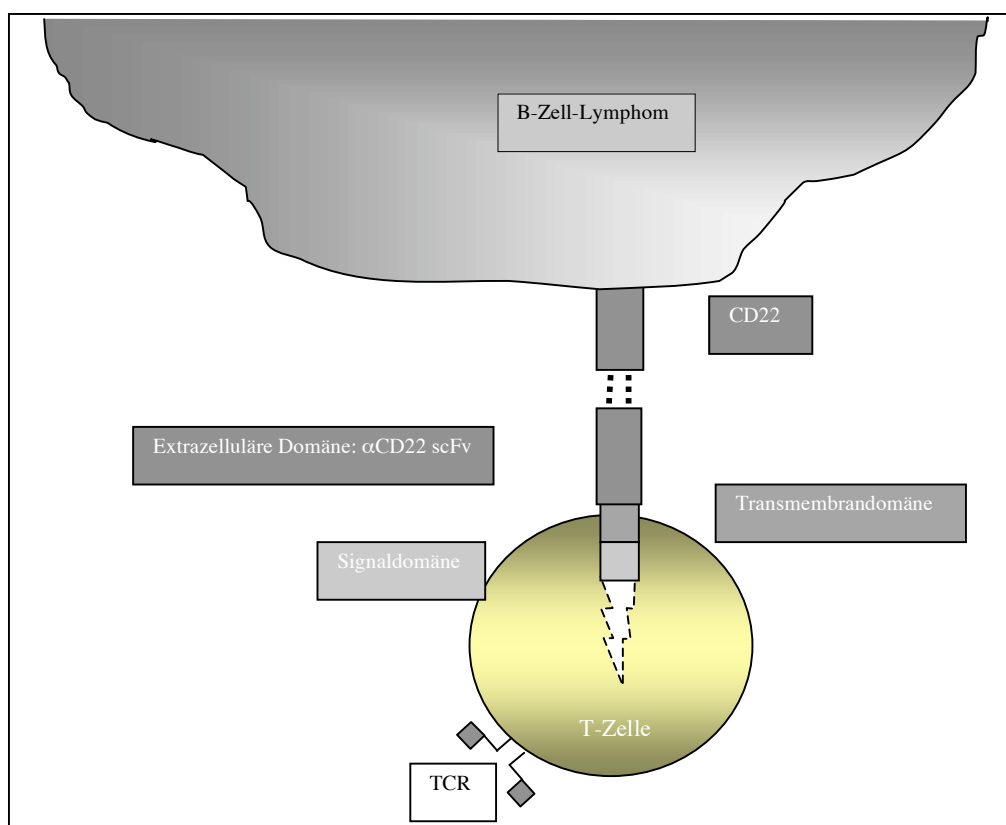 B-Zell-Lymphom
CD22
Extrazelluläre Domäne: αCD22 scFv
Transmembrandomäne
Signaldomäne
T-Zelle
TCR